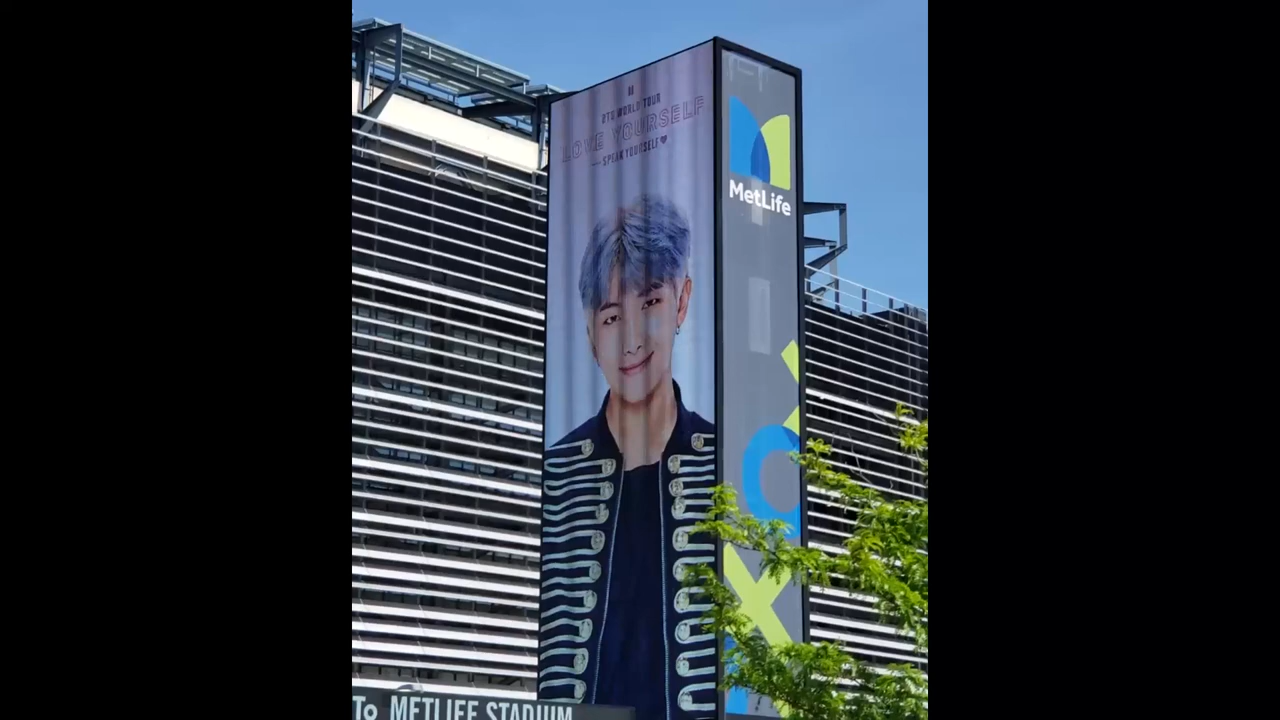 BTS WORLD TOUR
LOVE YOURSELF
SPEAK YOURSELF
MetLife
To METLIFE STADIUM